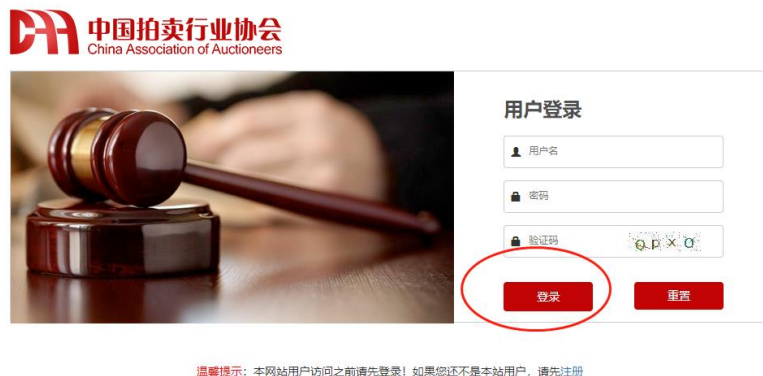 中国拍卖行业协会
China Association of Auctioneers
用户登录
用户名
密码
验证码
Q p X O
登录
重置
温馨提示：本网站用户访问之前请先登录！如果您还不是本站用户，请先注册